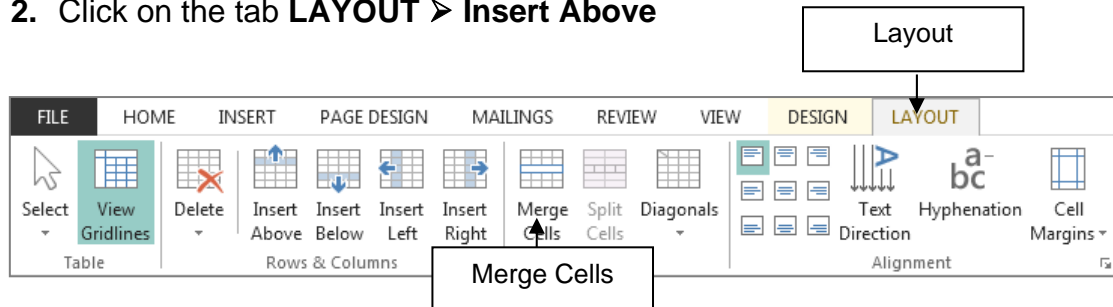 2. Click on the tab LAYOUT ➢ Insert Above
Layout
FILE HOME INSERT PAGE DESIGN MAILINGS REVIEW VIEW DESIGN LAYOUT
Select View Gridlines Delete Insert Above Insert Below Insert Left Insert Right Merge Cells Split Cells Diagonals Text Direction a-bc Hyphenation Cell Margins
Table Rows & Columns Alignment
Merge Cells